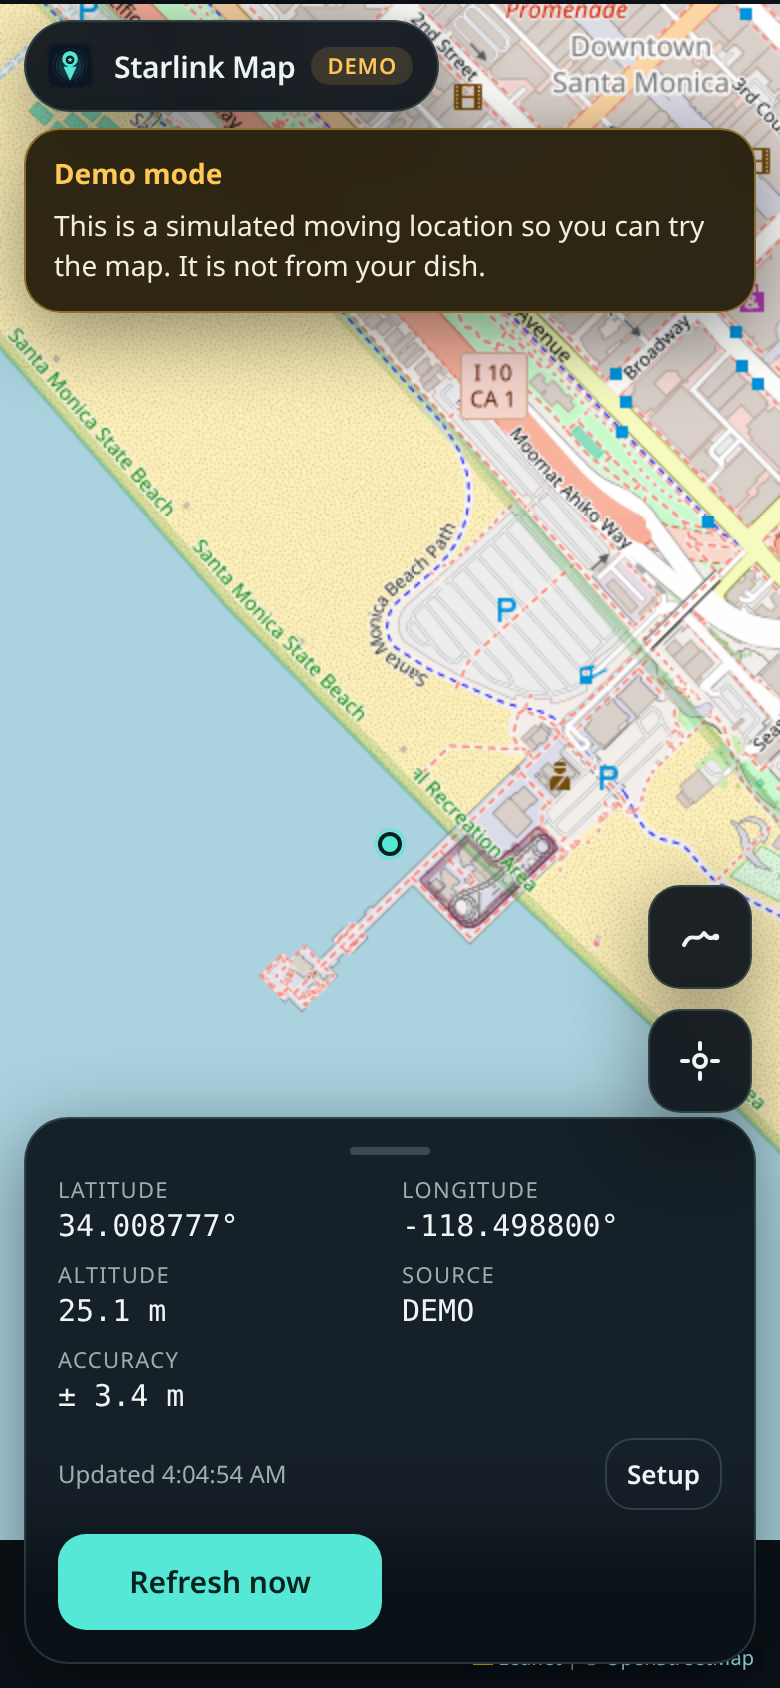 Promenade
Downtown
Santa Monica
2nd Street
Starlink Map
DEMO
Demo mode
This is a simulated moving location so you can try
the map. It is not from your dish.
Avenue
Broadway
I 10
CA 1
Santa Monica State Beach
Moomat Ahiko Way
Santa Monica State Beach
Santa Monica Beach Path
P
P
al Recreation Area
LATITUDE
34.008777°
LONGITUDE
-118.498800°
ALTITUDE
25.1 m
SOURCE
DEMO
ACCURACY
± 3.4 m
Updated 4:04:54 AM
Setup
Refresh now